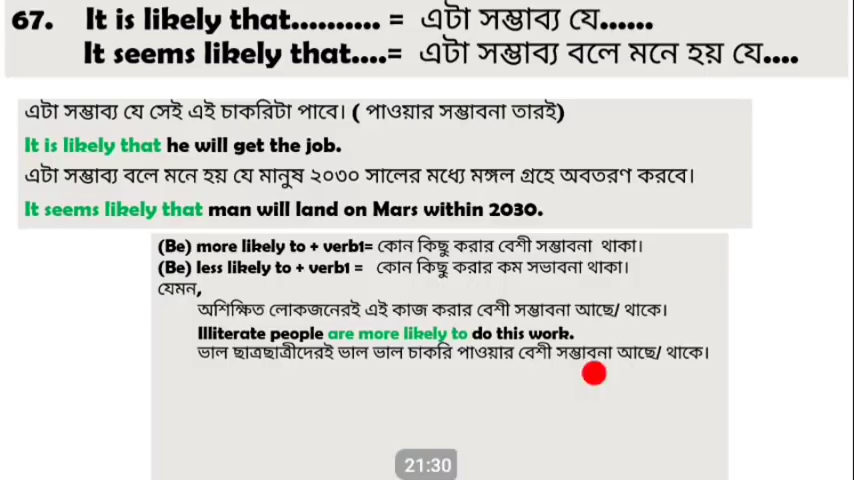 67. It is likely that.......... = এটা সম্ভাব্য যে......
It seems likely that....= এটা সম্ভাব্য বলে মনে হয় যে....
এটা সম্ভাব্য যে সেই এই চাকরিটা পাবে। ( পাওয়ার সম্ভাবনা তারই)
It is likely that he will get the job.
এটা সম্ভাব্য বলে মনে হয় যে মানুষ ২০৩০ সালের মধ্যে মঙ্গল গ্রহে অবতরণ করবে।
It seems likely that man will land on Mars within 2030.
(Be) more likely to + verb1= কোন কিছু করার বেশী সম্ভাবনা থাকা।
(Be) less likely to + verb1 = কোন কিছু করার কম সভাবনা থাকা।
যেমন,
অশিক্ষিত লোকজনেরই এই কাজ করার বেশী সম্ভাবনা আছে/ থাকে।
Illiterate people are more likely to do this work.
ভাল ছাত্রছাত্রীদেরই ভাল ভাল চাকরি পাওয়ার বেশী সম্ভাবনা আছে/ থাকে।
21:30